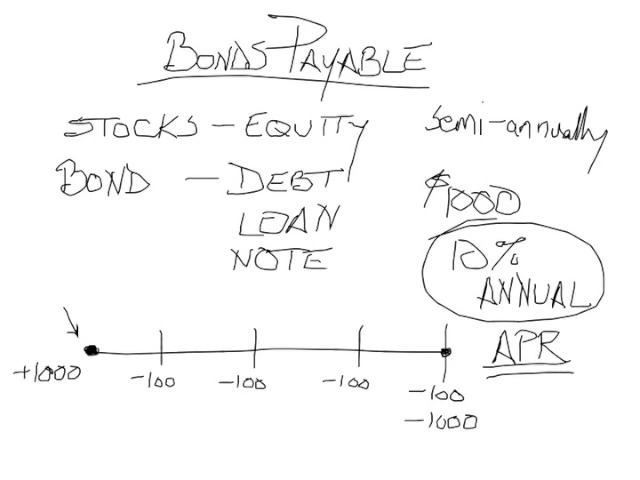 BONDS PAYABLE
STOCKS - EQUITY
BOND - DEBT
LOAN
NOTE
semi-annually
$1000
10%
ANNUAL
APR
+1000
-100
-100
-100
-100
-1000